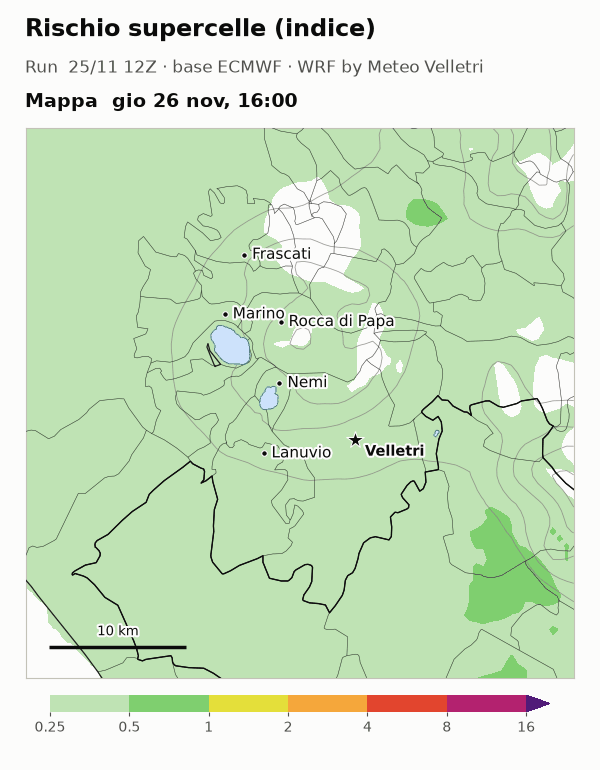 Rischio supercelle (indice)
Run  25/11 12Z · base ECMWF · WRF by Meteo Velletri
Mappa  gio 26 nov, 16:00
Frascati
Marino
Rocca di Papa
Nemi
Velletri
Lanuvio
10 km
0.25 0.5 1 2 4 8 16